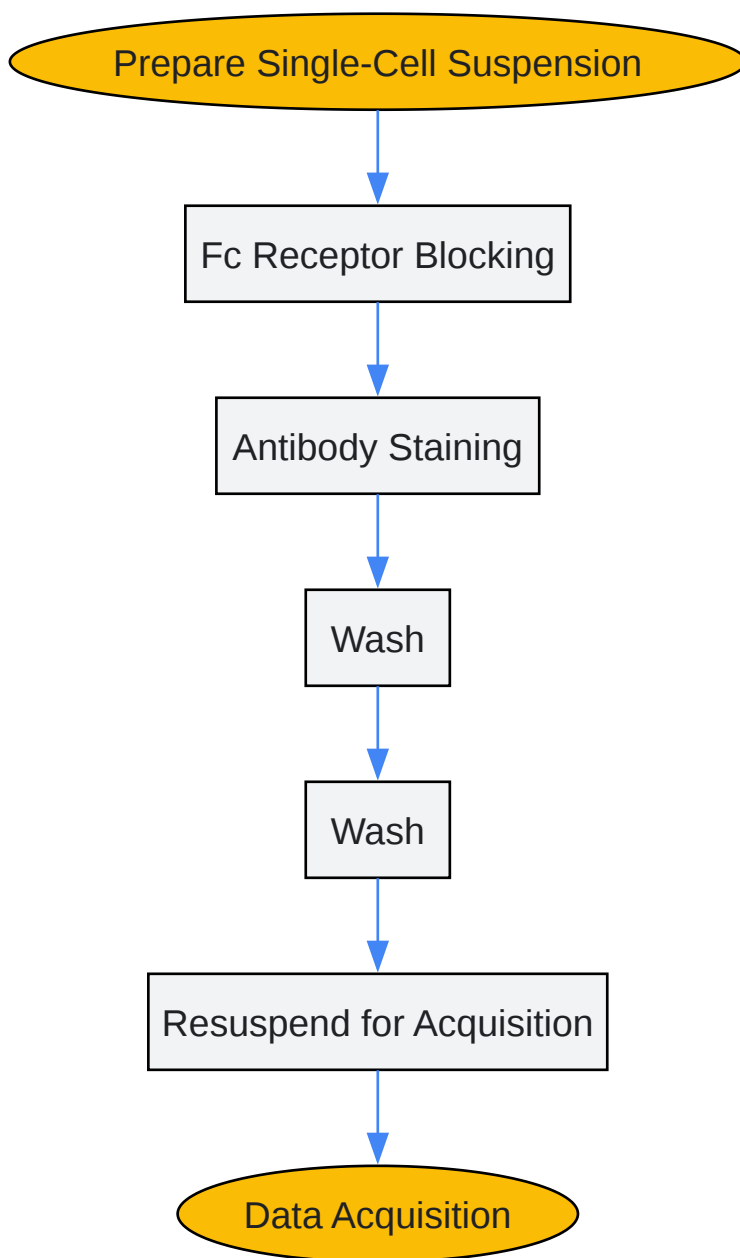 Prepare Single-Cell Suspension
Fc Receptor Blocking
Antibody Staining
Wash
Wash
Resuspend for Acquisition
Data Acquisition